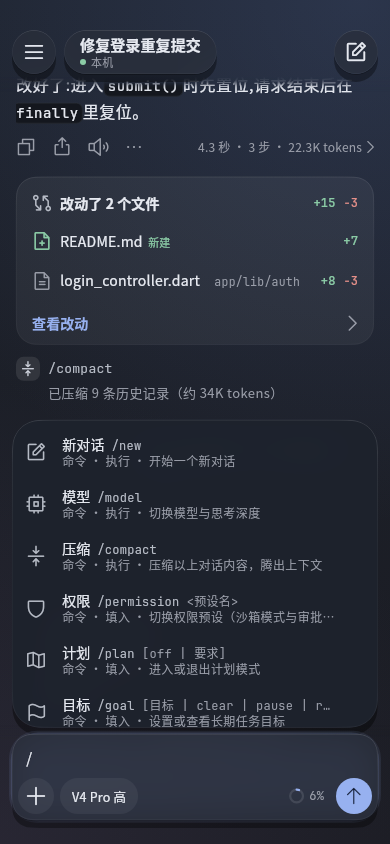 修复登录重复提交
本机
改好了:进入 submit() 时先置位,请求结束后在
finally 里复位。
4.3 秒 · 3 步 · 22.3K tokens
改动了 2 个文件 +15 -3
README.md 新建 +7
login_controller.dart app/lib/auth +8 -3
查看改动
/compact
已压缩 9 条历史记录（约 34K tokens）
新对话 /new
命令 · 执行 · 开始一个新对话
模型 /model
命令 · 执行 · 切换模型与思考深度
压缩 /compact
命令 · 执行 · 压缩以上对话内容，腾出上下文
权限 /permission <预设名>
命令 · 填入 · 切换权限预设（沙箱模式与审批…
计划 /plan [off | 要求]
命令 · 填入 · 进入或退出计划模式
目标 /goal [目标 | clear | pause | r…
命令 · 填入 · 设置或查看长期任务目标
/
V4 Pro 高 6%